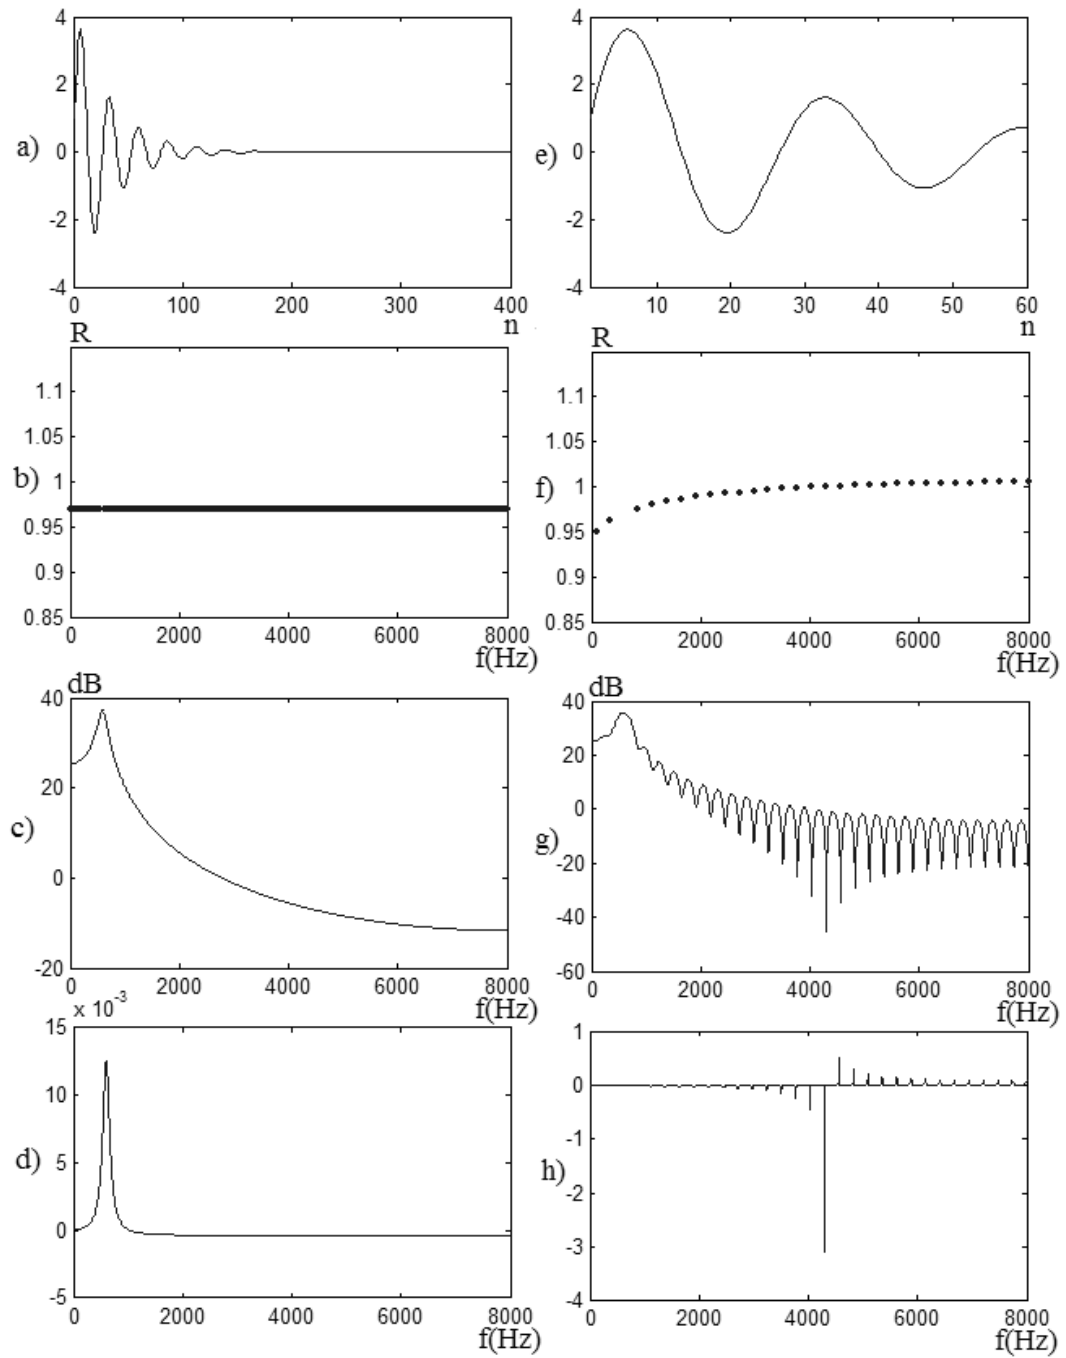 4
2
a) 0
-2
-4
0 100 200 300 400
n
4
2
e) 0
-2
-4
10 20 30 40 50 60
n
R
1.1
1.05
b) 1
0.95
0.9
0.85
0 2000 4000 6000 8000
f(Hz)
R
1.1
1.05
f) 1
0.95
0.9
0.85
0 2000 4000 6000 8000
f(Hz)
dB
40
20
c)
0
-20
0 2000 4000 6000 8000
f(Hz)
dB
40
20
0
g)
-20
-40
-60
0 2000 4000 6000 8000
f(Hz)
x 10-3
15
10
d) 5
0
-5
0 2000 4000 6000 8000
f(Hz)
1
0
-1
h)
-2
-3
-4
0 2000 4000 6000 8000
f(Hz)